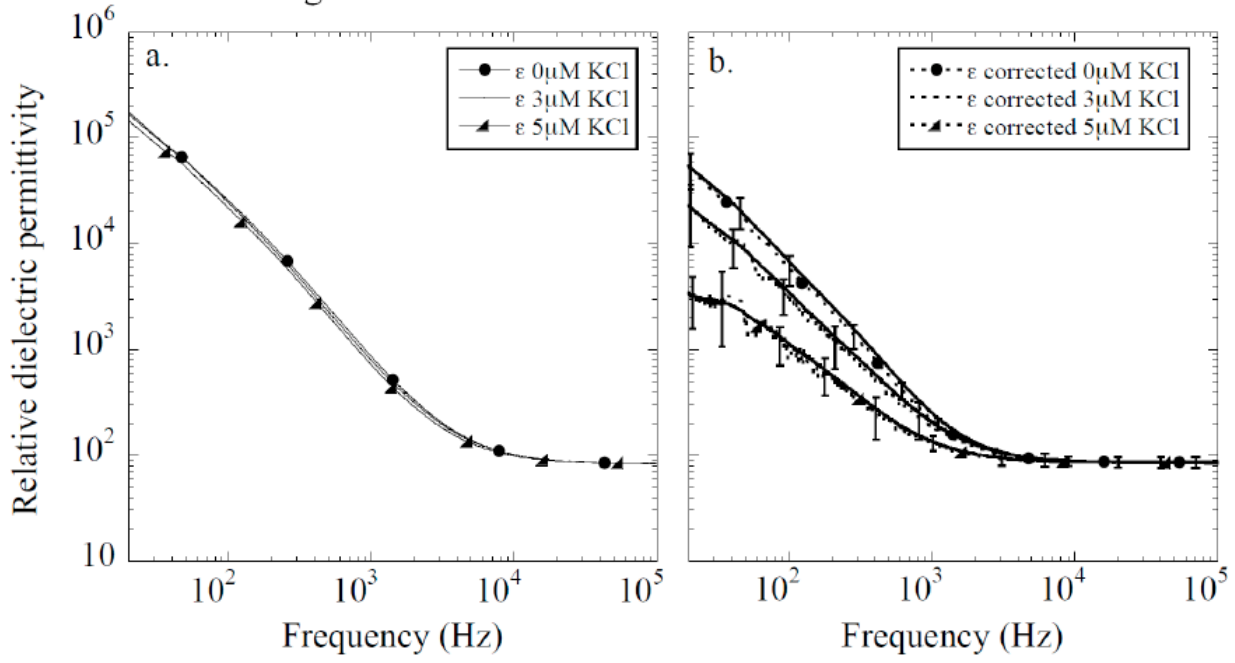 10^6
10^5
10^4
10^3
10^2
10
Relative dielectric permittivity
a.
ε 0μM KCl
ε 3μM KCl
ε 5μM KCl
10^2 10^3 10^4 10^5
Frequency (Hz)
b.
ε corrected 0μM KCl
ε corrected 3μM KCl
ε corrected 5μM KCl
10^2 10^3 10^4 10^5
Frequency (Hz)